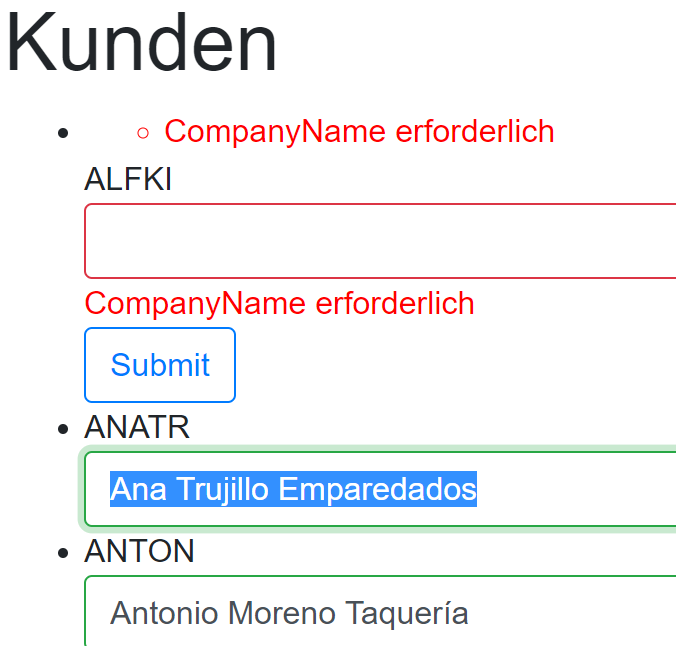 Kunden
CompanyName erforderlich
ALFKI
CompanyName erforderlich
Submit
ANATR
Ana Trujillo Emparedados
ANTON
Antonio Moreno Taquería